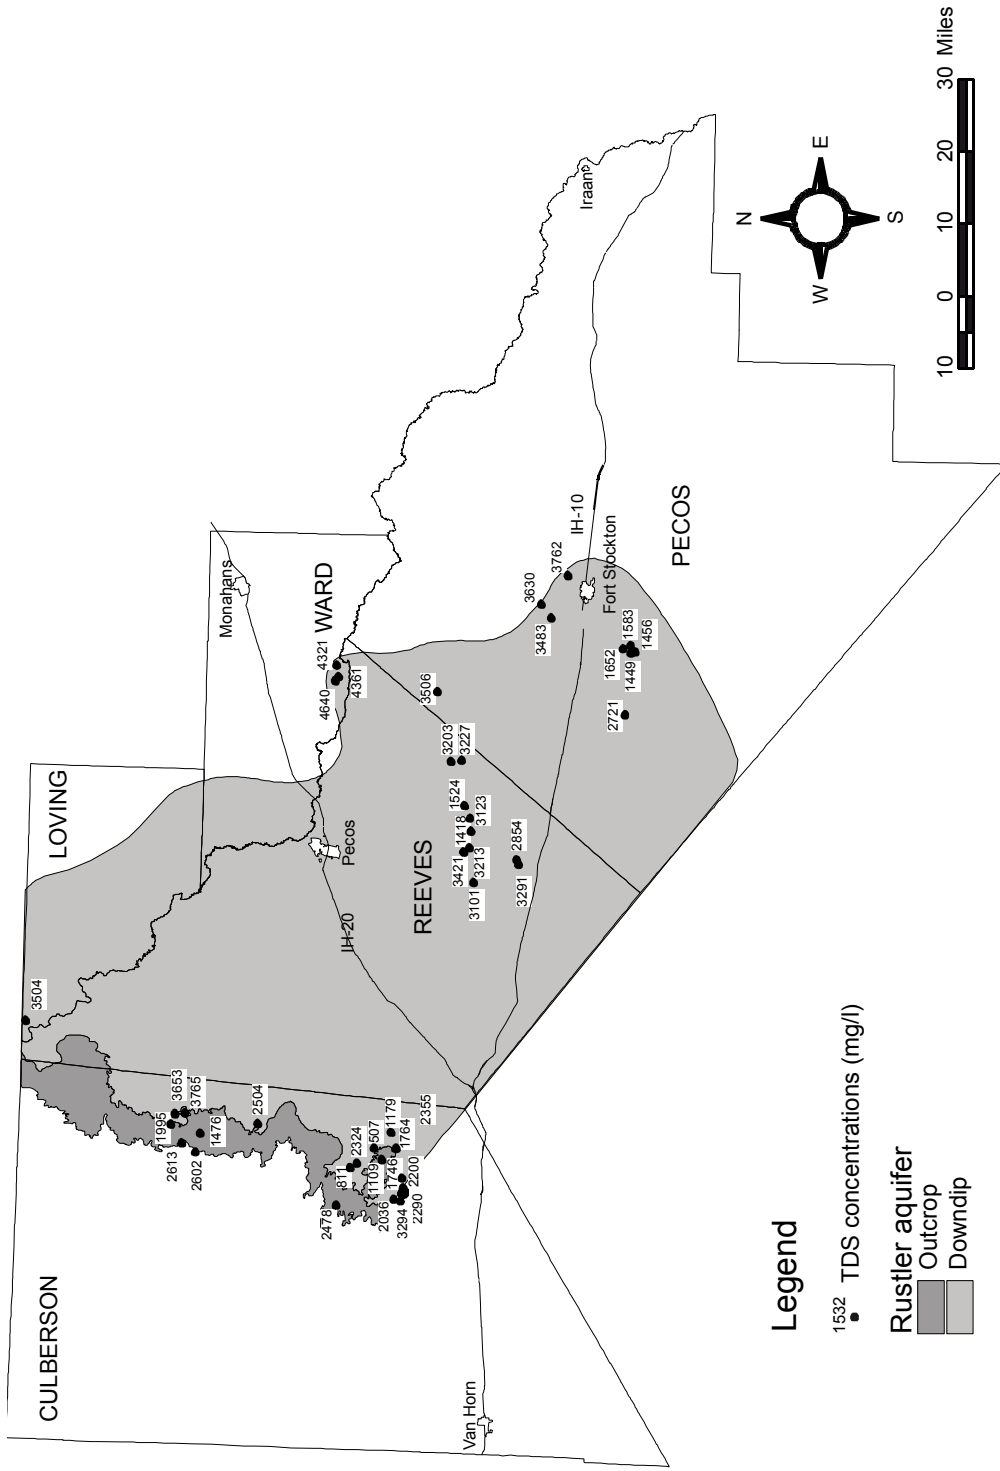 CULBERSON
LOVING
WARD
REEVES
PECOS
Van Horn
Pecos
Monahans
Fort Stockton
Iraan
IH-20
IH-10
3504
3653
3765
1995
2613
1476
2602
2504
2324
811
2478
507
1179
1109
1764
2355
1746
2036
2200
3294
2290
4321
4640
4361
3506
3203
3227
1524
3123
1418
3421
3213
3101
2854
3291
3630
3762
3483
1652
1583
1449
1456
2721
Legend
1532 TDS concentrations (mg/l)
Rustler aquifer
Outcrop
Downdip
N
E
S
W
10 0 10 20 30 Miles